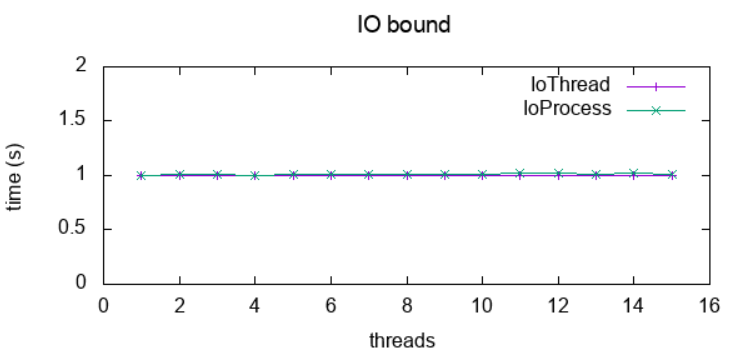 IO bound
2
1.5
1
0.5
0
time (s)
IoThread
IoProcess
0 2 4 6 8 10 12 14 16
threads